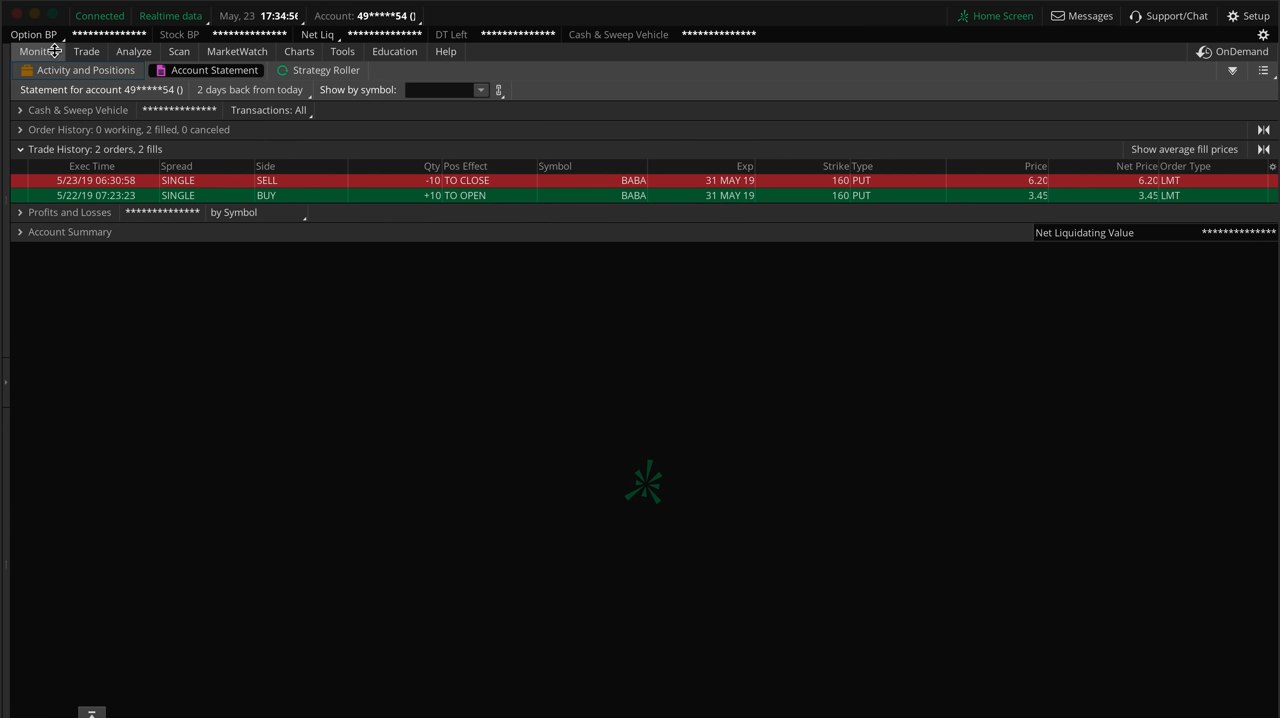 Connected Realtime data May, 23 17:34:56 Account: 49*****54 () Home Screen Messages Support/Chat Setup
Option BP ************** Stock BP ************** Net Liq ************** DT Left ************** Cash & Sweep Vehicle **************
Monitor Trade Analyze Scan MarketWatch Charts Tools Education Help OnDemand
Activity and Positions Account Statement Strategy Roller
Statement for account 49*****54 () 2 days back from today Show by symbol:
Cash & Sweep Vehicle ************** Transactions: All
Order History: 0 working, 2 filled, 0 canceled
Trade History: 2 orders, 2 fills Show average fill prices
Exec Time Spread Side Qty Pos Effect Symbol Exp Strike Type Price Net Price Order Type
5/23/19 06:30:58 SINGLE SELL -10 TO CLOSE BABA 31 MAY 19 160 PUT 6.20 6.20 LMT
5/22/19 07:23:23 SINGLE BUY +10 TO OPEN BABA 31 MAY 19 160 PUT 3.45 3.45 LMT
Profits and Losses ************** by Symbol
Account Summary Net Liquidating Value **************